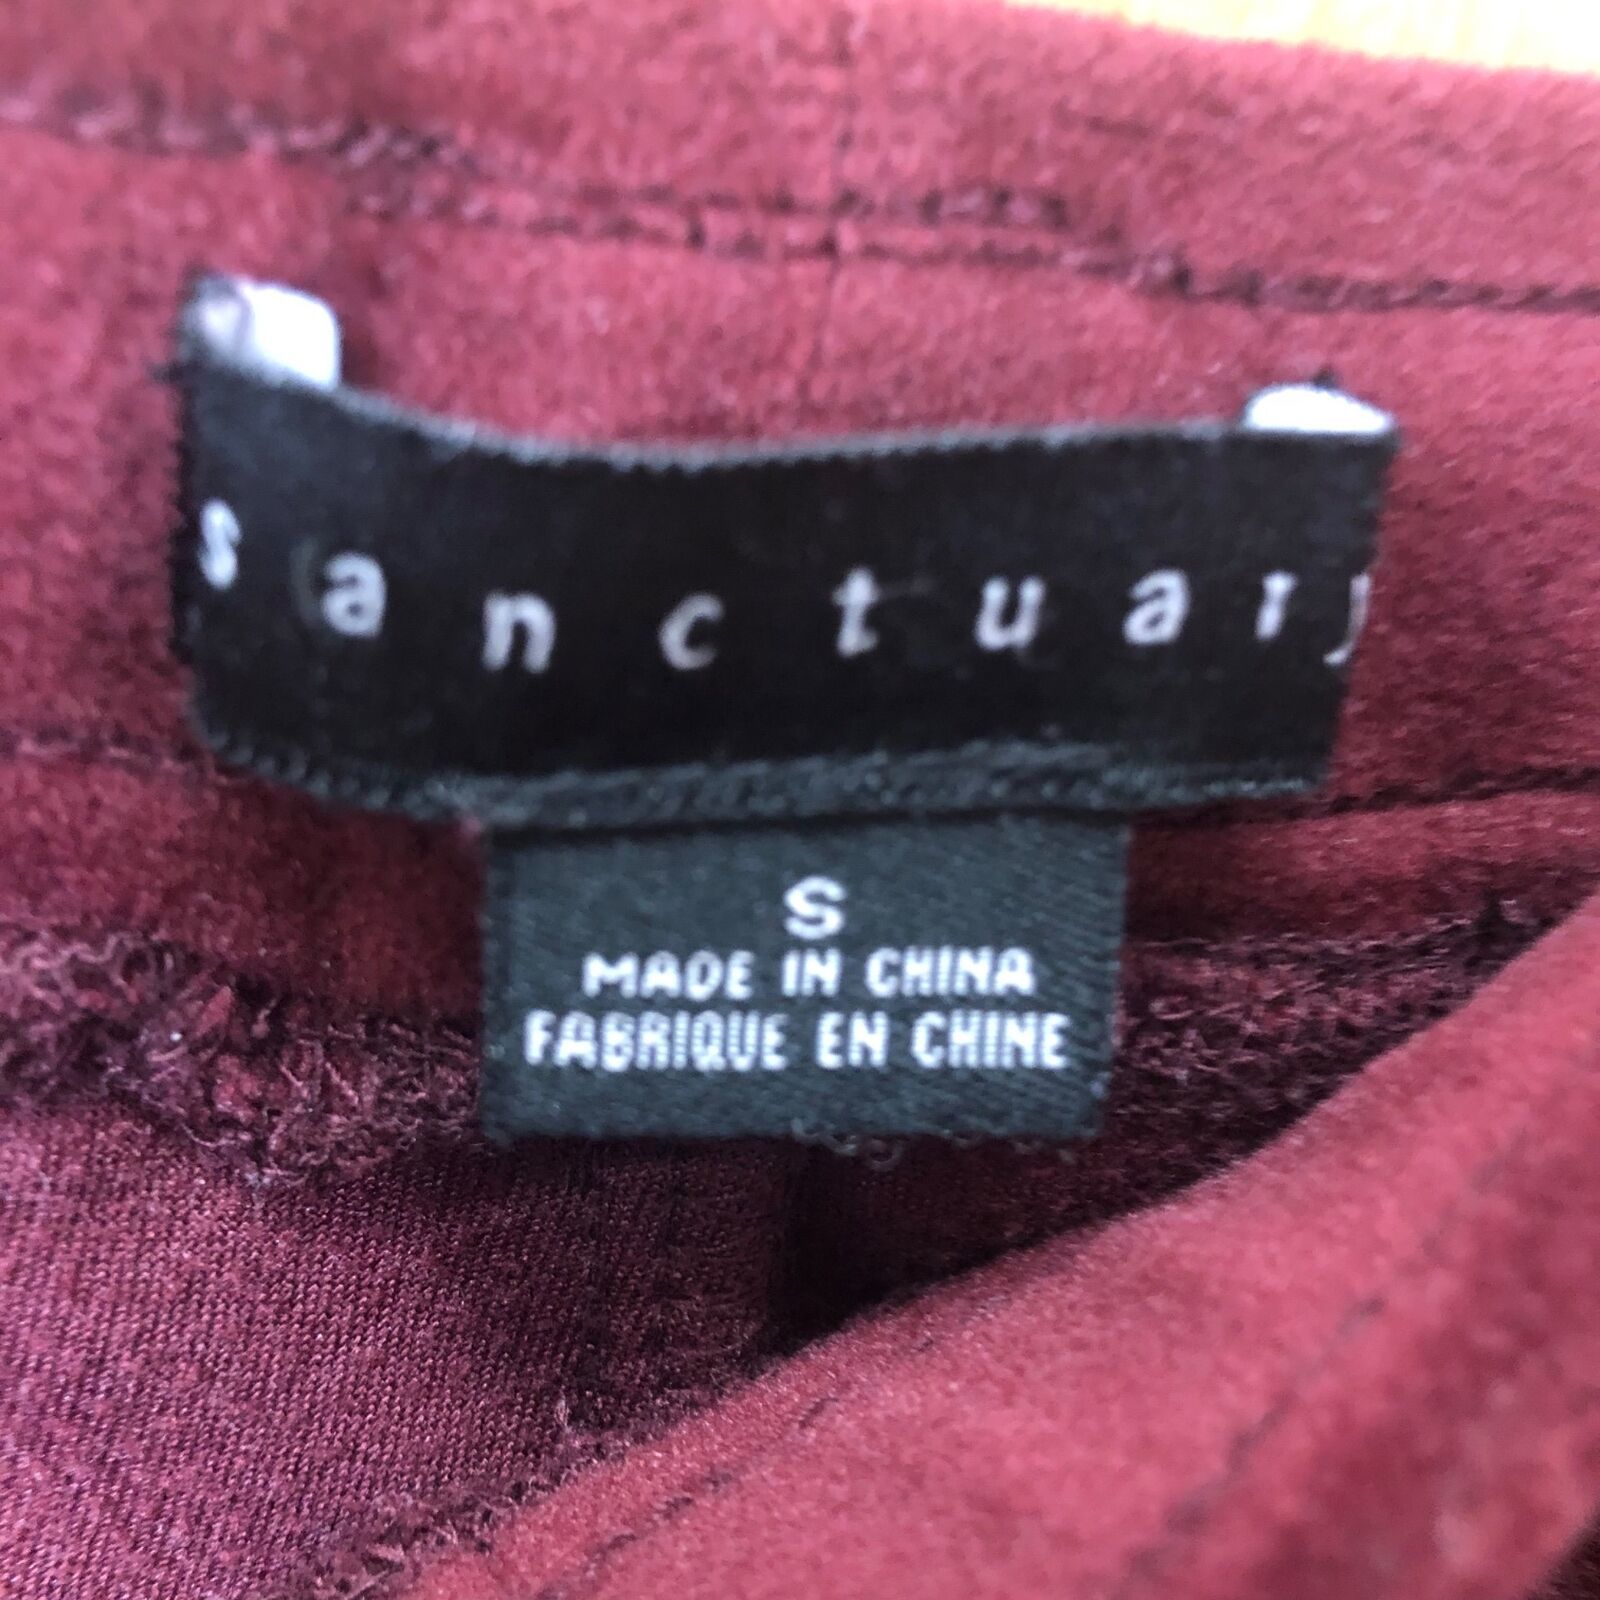 sanctuary
S
MADE IN CHINA
FABRIQUE EN CHINE